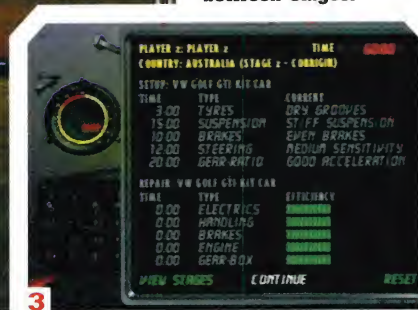 between stages.
PLAYER 2: PLAYER 2 TIME 60:00
COUNTRY: AUSTRALIA (STAGE 2 - CORRIGIN)
SETUP: VW GOLF GTI KIT CAR
TIME TYPE CURRENT
3:00 TYRES DRY GROOVES
15:00 SUSPENSION STIFF SUSPENSION
10:00 BRAKES EVEN BRAKES
12:00 STEERING MEDIUM SENSITIVITY
20:00 GEAR-RATIO GOOD ACCELERATION
REPAIR: VW GOLF GTI KIT CAR
TIME TYPE EFFICIENCY
0:00 ELECTRICS
0:00 HANDLING
0:00 BRAKES
0:00 ENGINE
0:00 GEAR-BOX
VIEW STAGES CONTINUE RESET
3